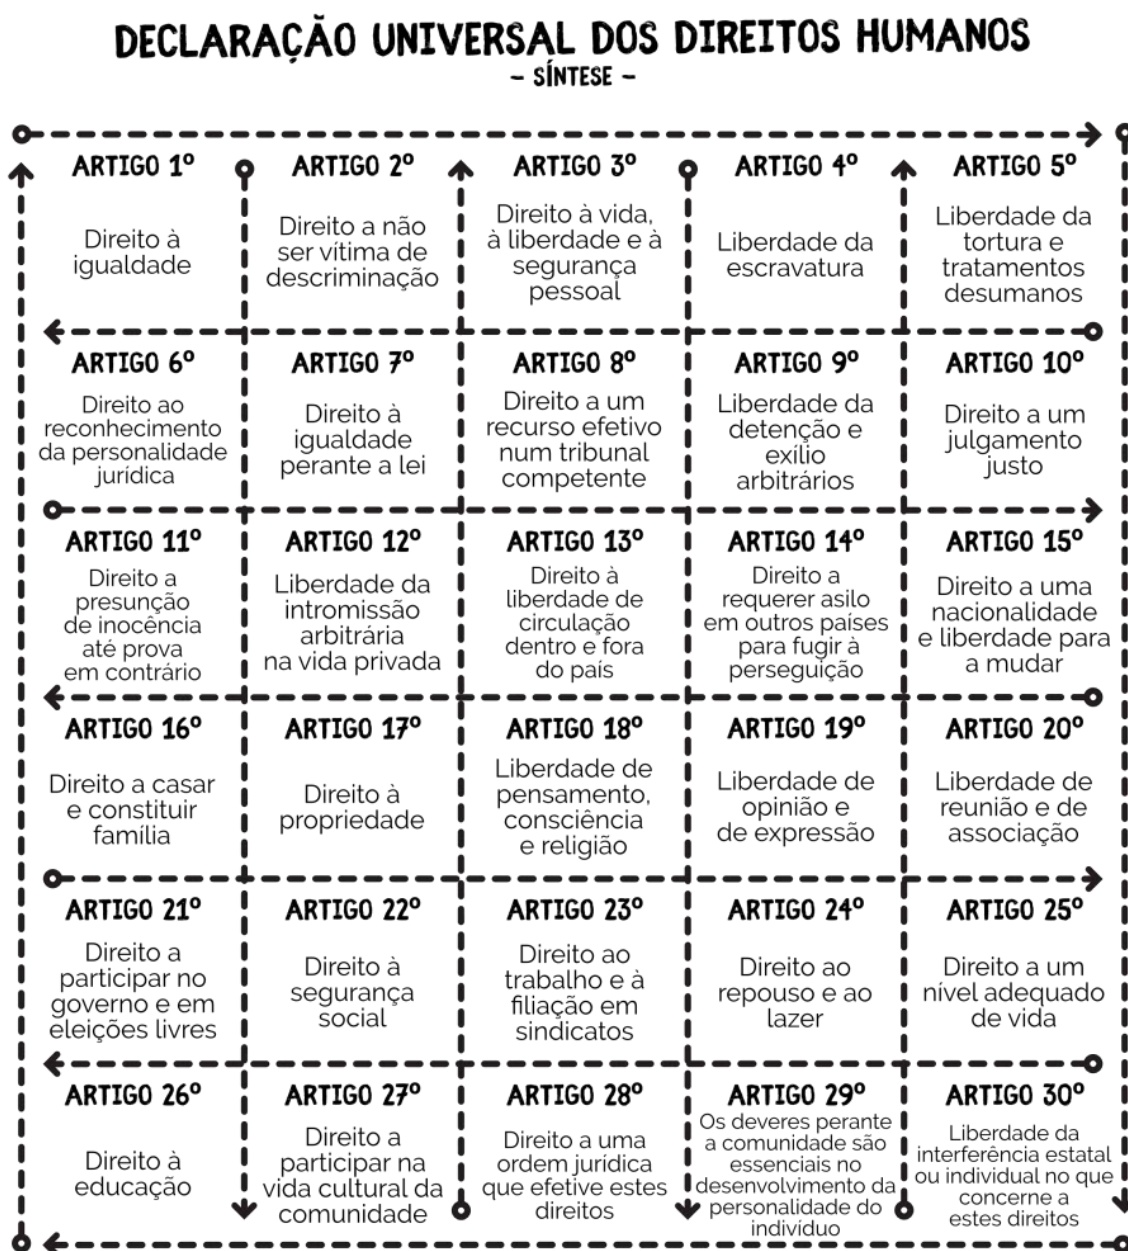 DECLARAÇÃO UNIVERSAL DOS DIREITOS HUMANOS
– SÍNTESE –
ARTIGO 1º
Direito à
igualdade
ARTIGO 2º
Direito a não
ser vítima de
descriminação
ARTIGO 3º
Direito à vida,
à liberdade e à
segurança
pessoal
ARTIGO 4º
Liberdade da
escravatura
ARTIGO 5º
Liberdade da
tortura e
tratamentos
desumanos
ARTIGO 6º
Direito ao
reconhecimento
da personalidade
jurídica
ARTIGO 7º
Direito à
igualdade
perante a lei
ARTIGO 8º
Direito a um
recurso efetivo
num tribunal
competente
ARTIGO 9º
Liberdade da
detenção e
exílio
arbitrários
ARTIGO 10º
Direito a um
julgamento
justo
ARTIGO 11º
Direito a
presunção
de inocência
até prova
em contrário
ARTIGO 12º
Liberdade da
intromissão
arbitrária
na vida privada
ARTIGO 13º
Direito à
liberdade de
circulação
dentro e fora
do país
ARTIGO 14º
Direito a
requerer asilo
em outros países
para fugir à
perseguição
ARTIGO 15º
Direito a uma
nacionalidade
e liberdade para
a mudar
ARTIGO 16º
Direito a casar
e constituir
família
ARTIGO 17º
Direito à
propriedade
ARTIGO 18º
Liberdade de
pensamento,
consciência
e religião
ARTIGO 19º
Liberdade de
opinião e
de expressão
ARTIGO 20º
Liberdade de
reunião e de
associação
ARTIGO 21º
Direito a
participar no
governo e em
eleições livres
ARTIGO 22º
Direito à
segurança
social
ARTIGO 23º
Direito ao
trabalho e à
filiação em
sindicatos
ARTIGO 24º
Direito ao
repouso e ao
lazer
ARTIGO 25º
Direito a um
nível adequado
de vida
ARTIGO 26º
Direito à
educação
ARTIGO 27º
Direito a
participar na
vida cultural da
comunidade
ARTIGO 28º
Direito a uma
ordem jurídica
que efetive estes
direitos
ARTIGO 29º
Os deveres perante
a comunidade são
essenciais no
desenvolvimento da
personalidade do
indivíduo
ARTIGO 30º
Liberdade da
interferência estatal
ou individual no que
concerne a
estes direitos